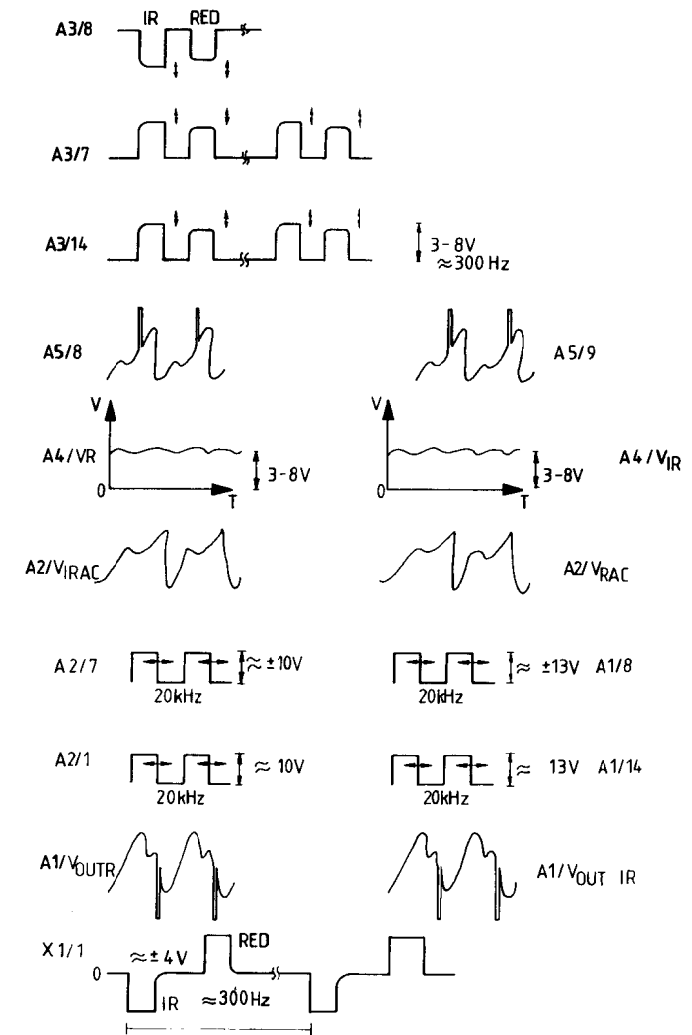 IR RED
A3/8
A3/7
A3/14
3-8V
≈300 Hz
A5/8
A5/9
V
V
A4/VR
3-8V
0
T
3-8V
0
T
A4/VIR
A2/VIRAC
A2/VRAC
A2/7
≈ ±10V
20kHz
≈ ±13V A1/8
20kHz
A2/1
≈ 10V
20kHz
≈ 13V A1/14
20kHz
A1/VOUTR
A1/VOUT IR
X1/1
≈± 4V
RED
0
IR
≈300Hz